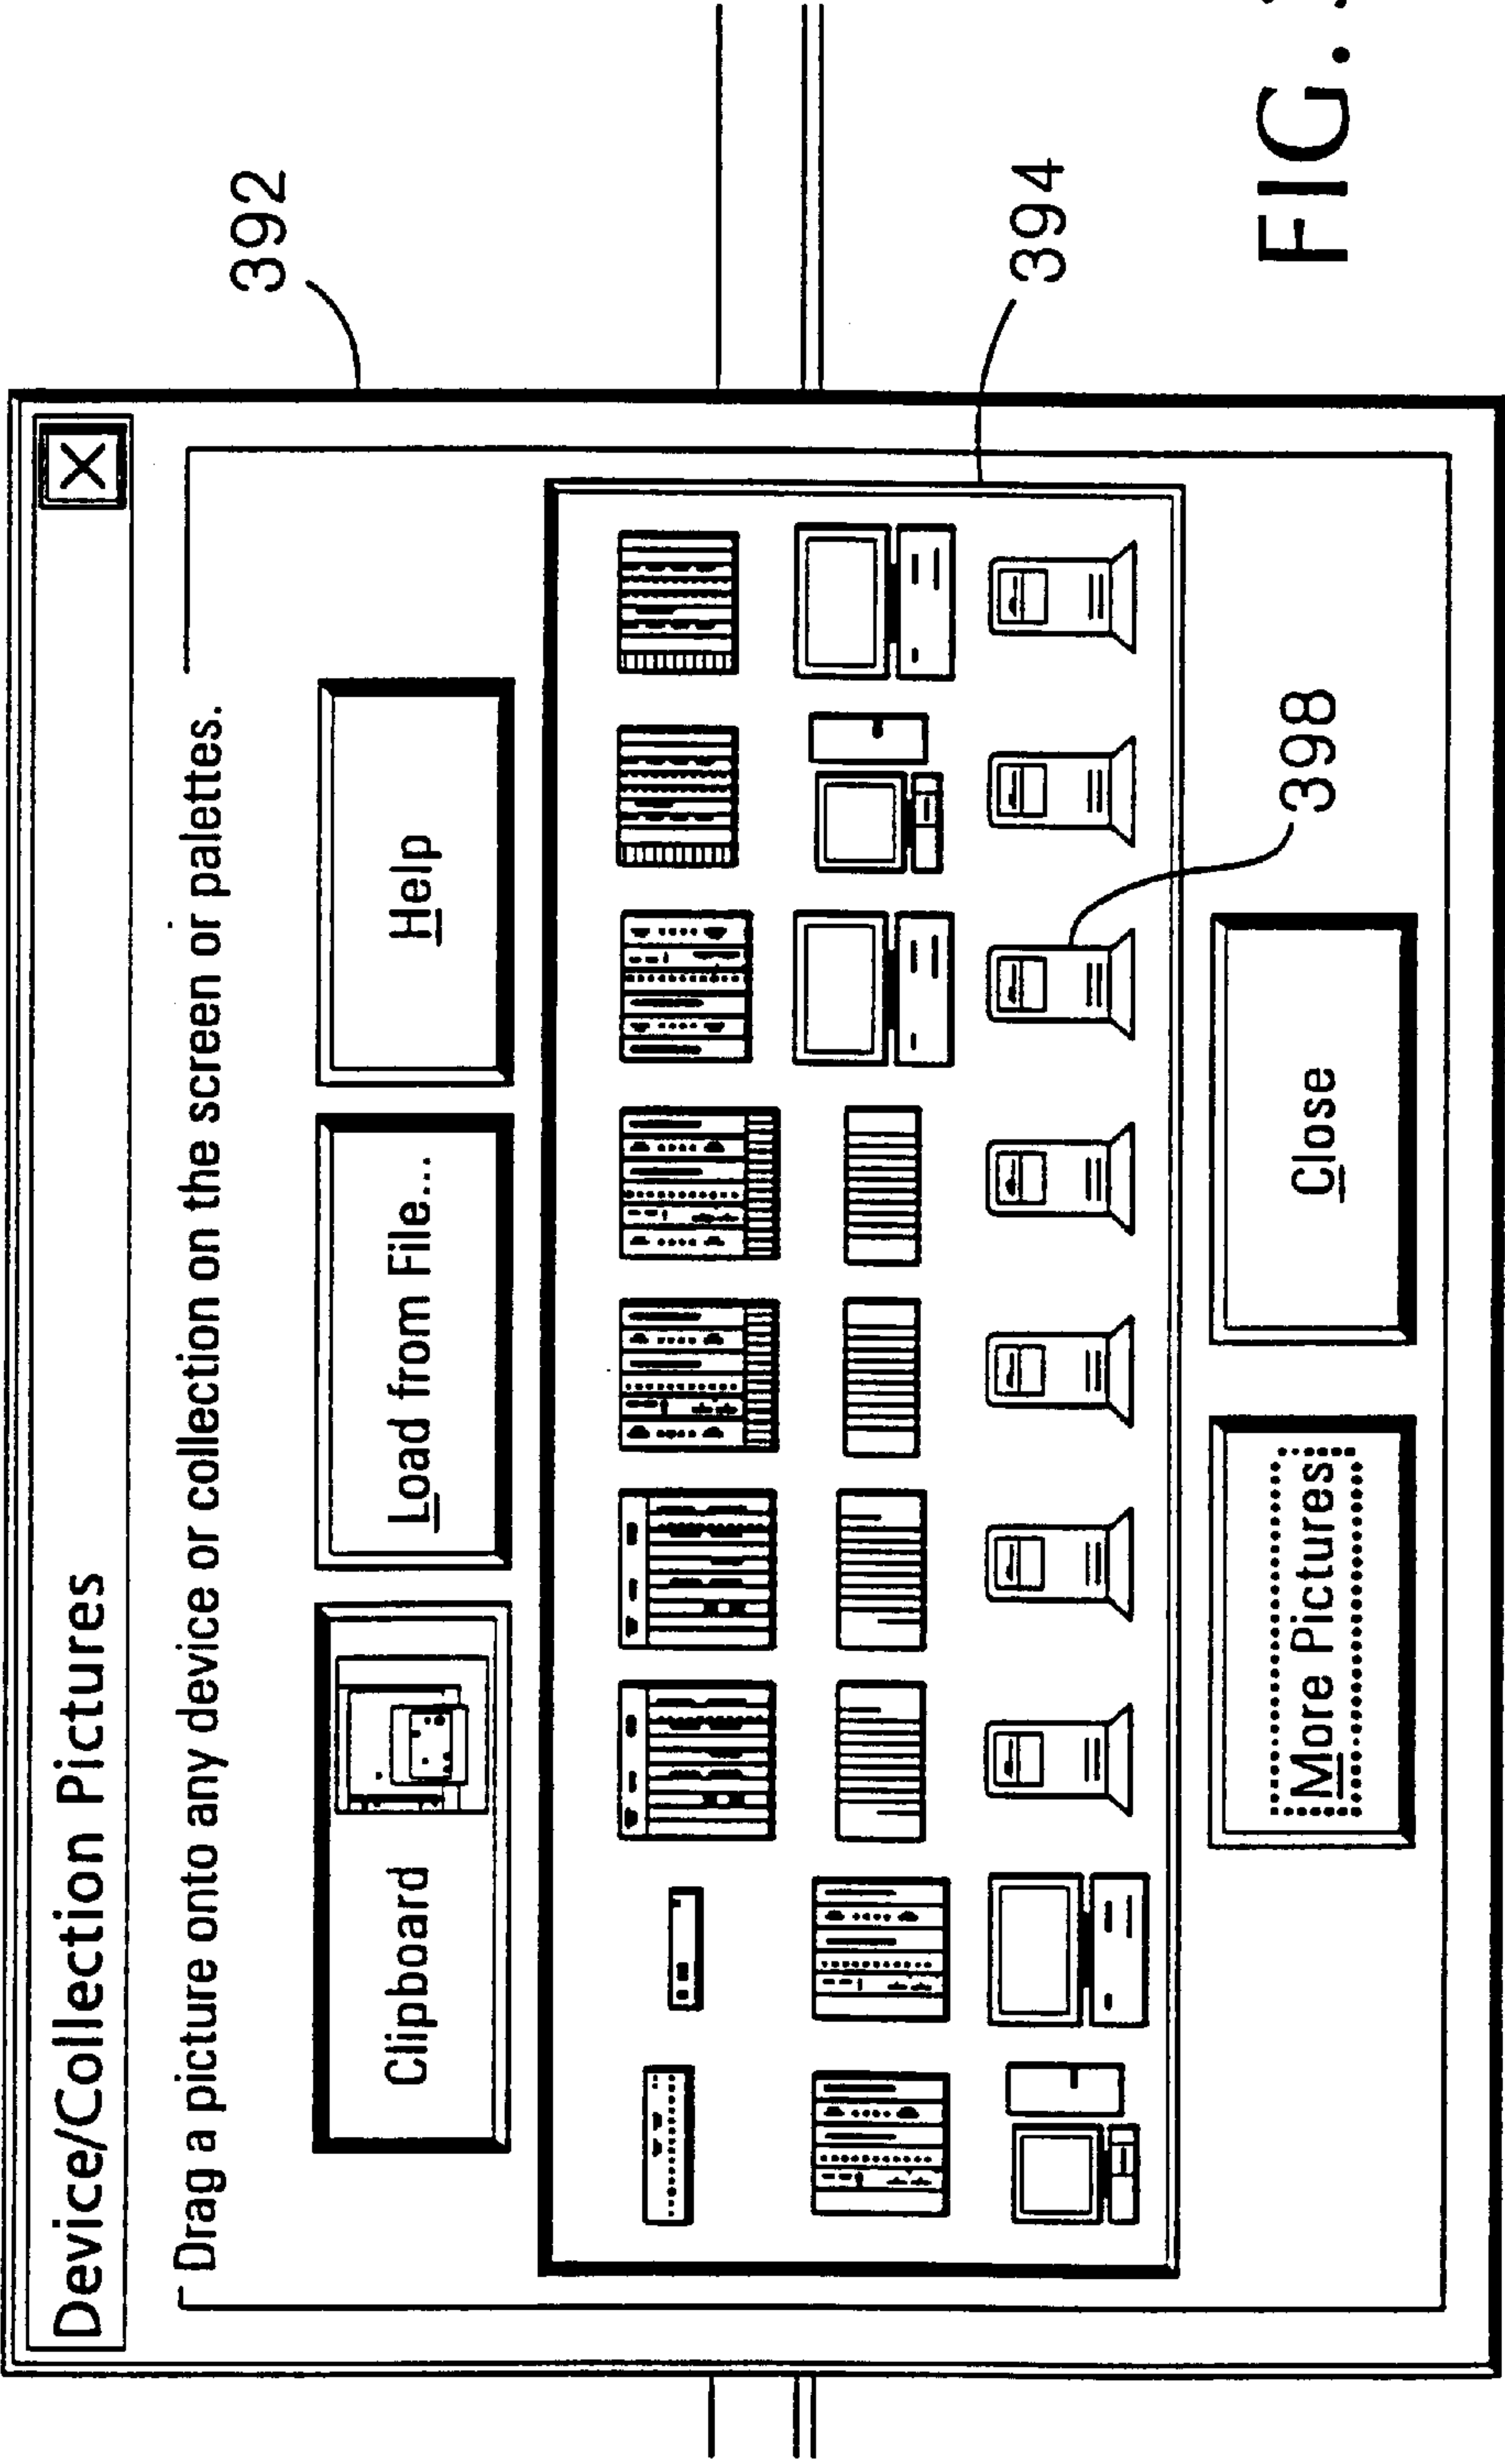 Device/Collection Pictures
X
Drag a picture onto any device or collection on the screen or palettes.
Clipboard
Load from File...
Help
More Pictures
Close
392
394
398
FIG.